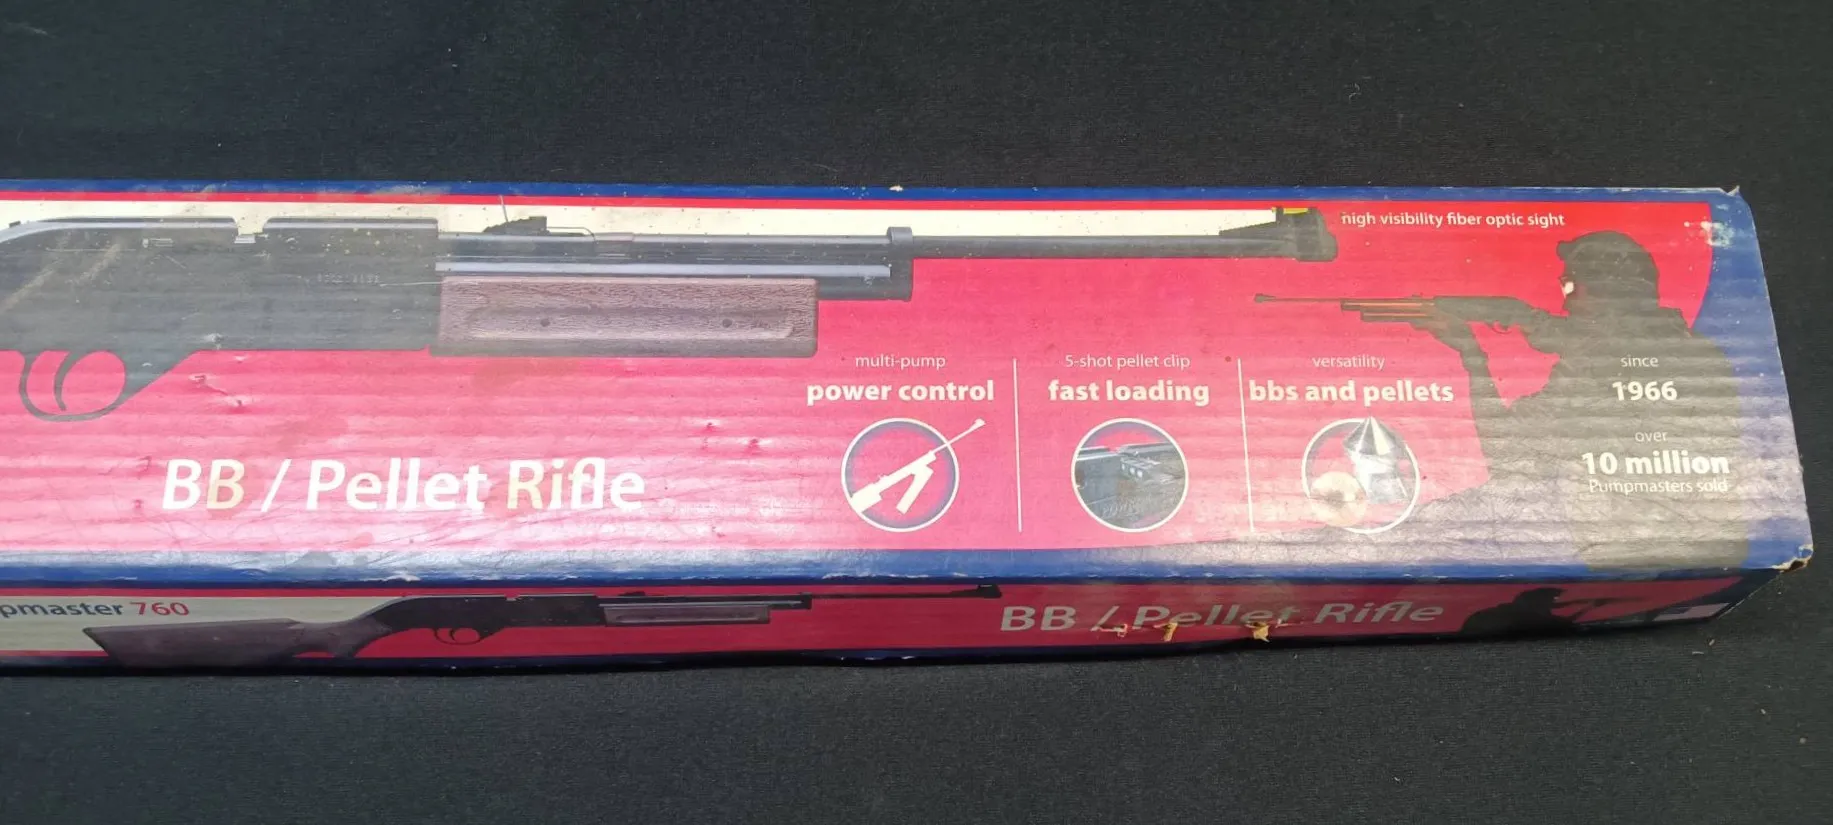 high visibility fiber optic sight
multi-pump
power control
5-shot pellet clip
fast loading
versatility
bbs and pellets
since
1966
over
10 million
Pumpmasters sold
BB / Pellet Rifle
pmaster 760
BB / Pellet Rifle